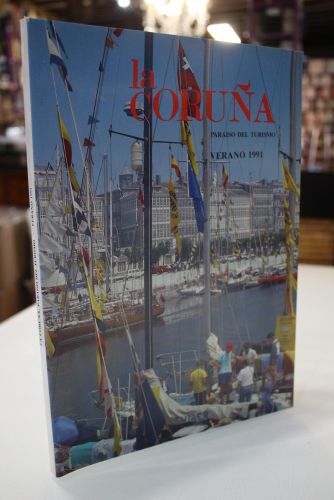 la
CORUÑA
PARAISO DEL TURISMO
VERANO 1991